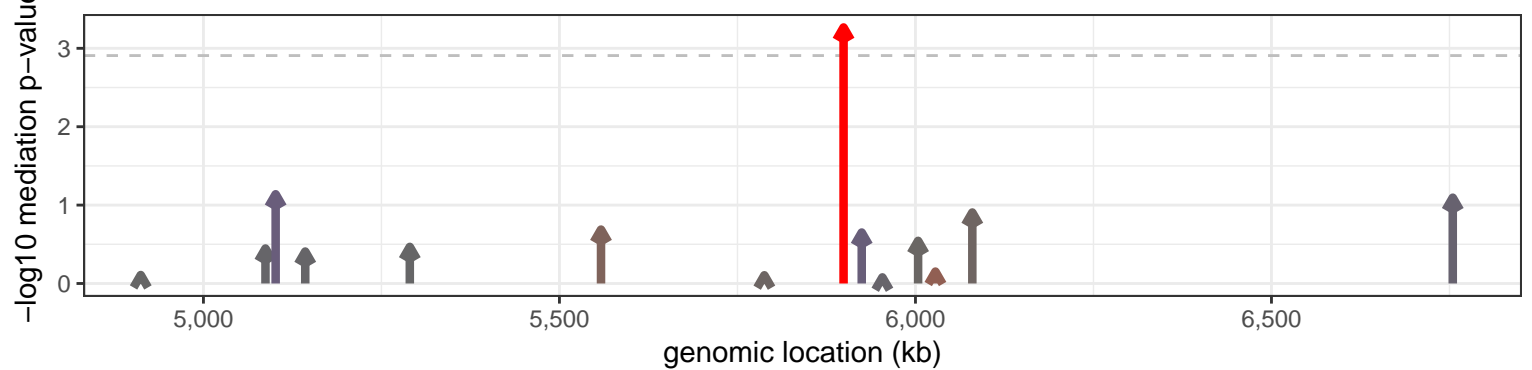 −log10 mediation p−value
3
2
1
0
5,000 5,500 6,000 6,500
genomic location (kb)